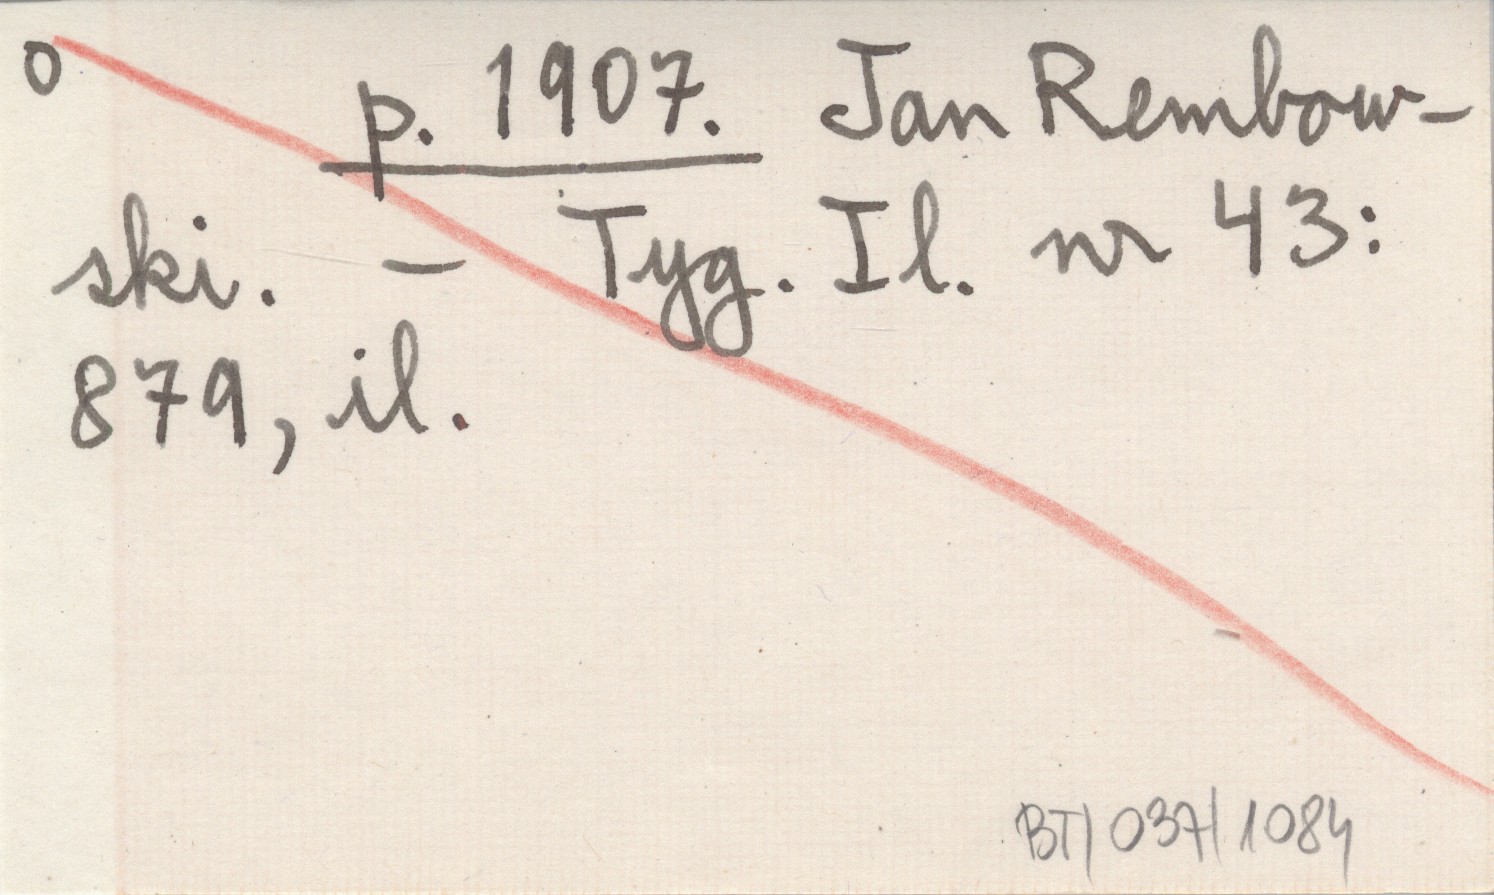 o p. 1907. Jan Rembow-
ski. – Tyg. Il. nr 43:
879, il.
BT/037/1084